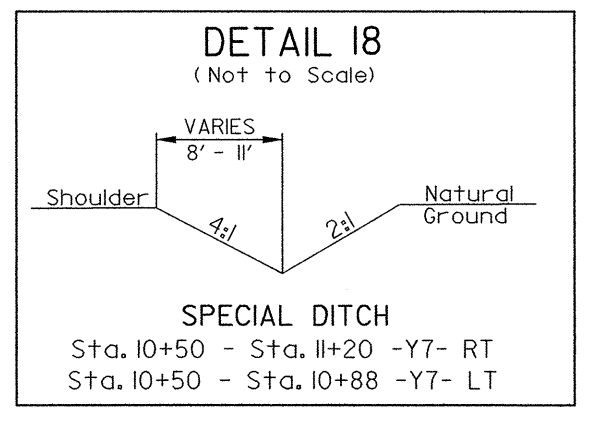 DETAIL 18
(Not to Scale)
VARIES
8' - 11'
Shoulder
Natural
Ground
4:1
2:1
SPECIAL DITCH
Sta. 10+50 - Sta. 11+20 -Y7- RT
Sta. 10+50 - Sta. 10+88 -Y7- LT